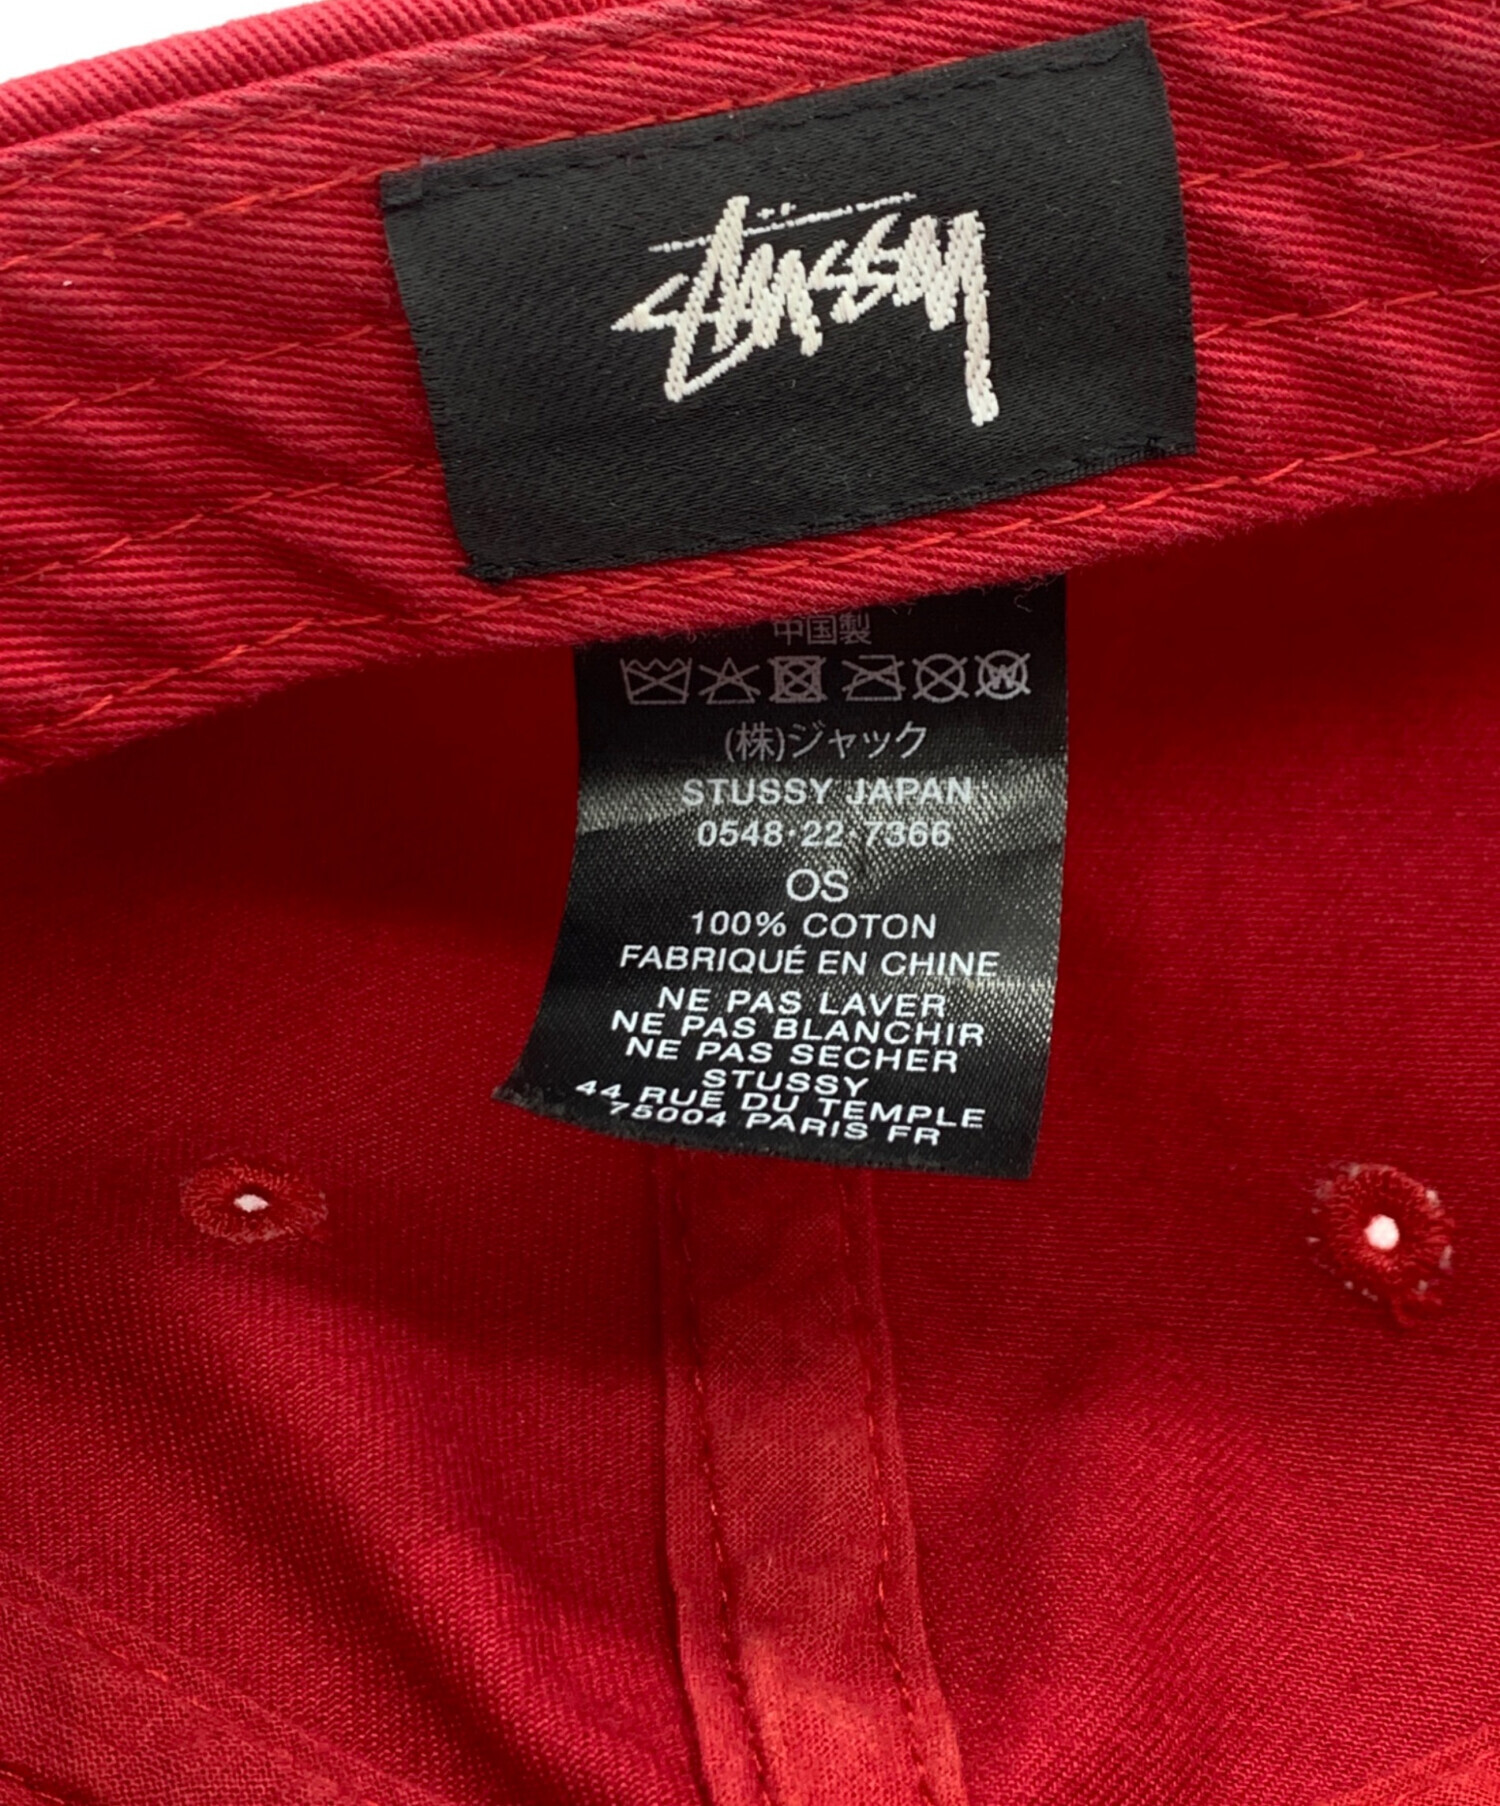 Stüssy
中国製
(株)ジャック
STUSSY JAPAN
0548·22·7366
OS
100% COTON
FABRIQUÉ EN CHINE
NE PAS LAVER
NE PAS BLANCHIR
NE PAS SECHER
STUSSY
44 RUE DU TEMPLE
75004 PARIS FR